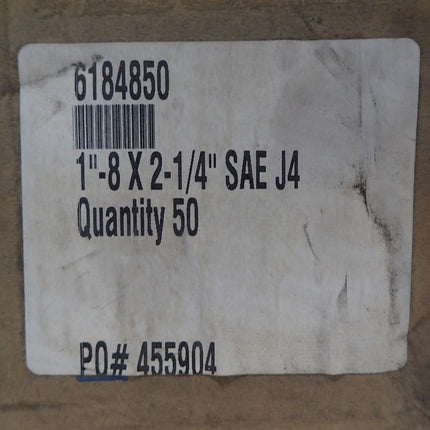 6184850
1"-8 X 2-1/4" SAE J4
Quantity 50
PO# 455904